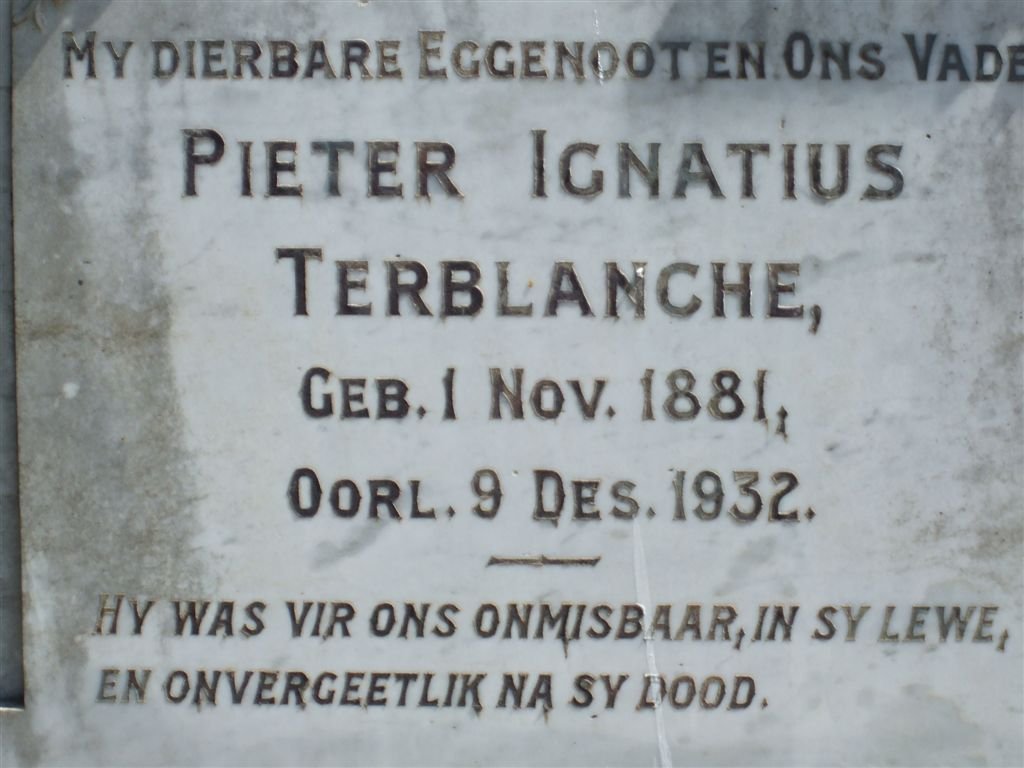 My dierbare Eggenoot en Ons Vade
Pieter Ignatius
Terblanche,
Geb. 1 Nov. 1881,
Oorl. 9 Des. 1932.
Hy was vir ons onmisbaar, in sy lewe,
en onvergeetlik na sy dood.